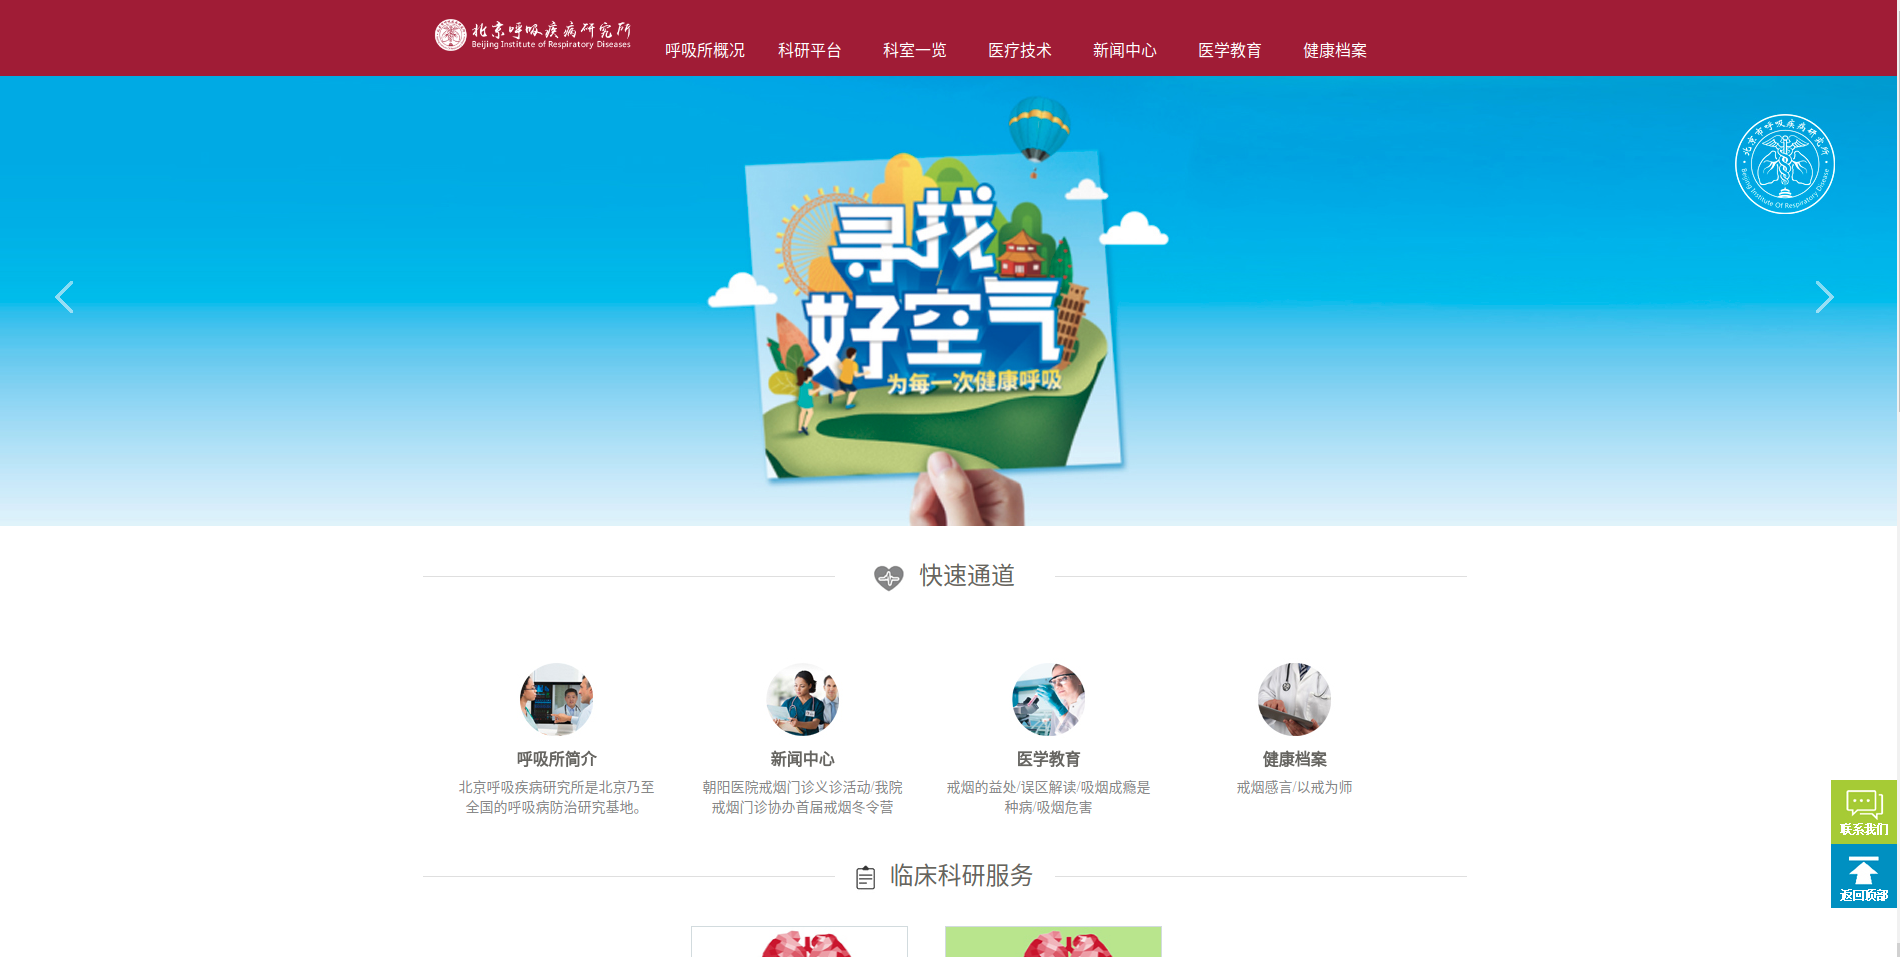 北京呼吸疾病研究所
Beijing Institute of Respiratory Diseases
呼吸所概况
科研平台
科室一览
医疗技术
新闻中心
医学教育
健康档案
北京市呼吸疾病研究所
Beijing Institute Of Respiratory Disease
寻找
好空气
为每一次健康呼吸
快速通道
呼吸所简介
北京呼吸疾病研究所是北京乃至
全国的呼吸病防治研究基地。
新闻中心
朝阳医院戒烟门诊义诊活动/我院
戒烟门诊协办首届戒烟冬令营
医学教育
戒烟的益处/误区解读/吸烟成瘾是
种病/吸烟危害
健康档案
戒烟感言/以戒为师
联系我们
返回顶部
临床科研服务